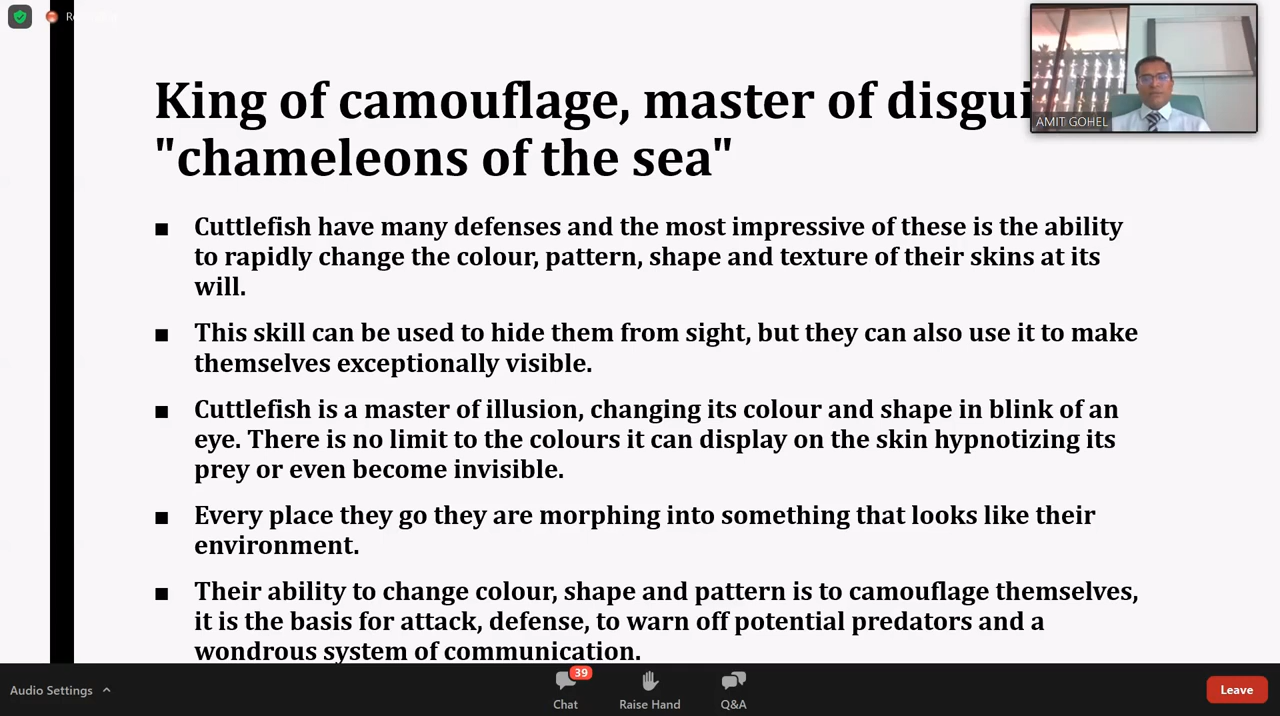 King of camouflage, master of
"chameleons of the sea"
AMIT GOHEL
■ Cuttlefish have many defenses and the most impressive of these is the ability
to rapidly change the colour, pattern, shape and texture of their skins at its
will.
■ This skill can be used to hide them from sight, but they can also use it to make
themselves exceptionally visible.
■ Cuttlefish is a master of illusion, changing its colour and shape in blink of an
eye. There is no limit to the colours it can display on the skin hypnotizing its
prey or even become invisible.
■ Every place they go they are morphing into something that looks like their
environment.
■ Their ability to change colour, shape and pattern is to camouflage themselves,
it is the basis for attack, defense, to warn off potential predators and a
wondrous system of communication.
Audio Settings
39
Chat
Raise Hand
Q&A
Leave